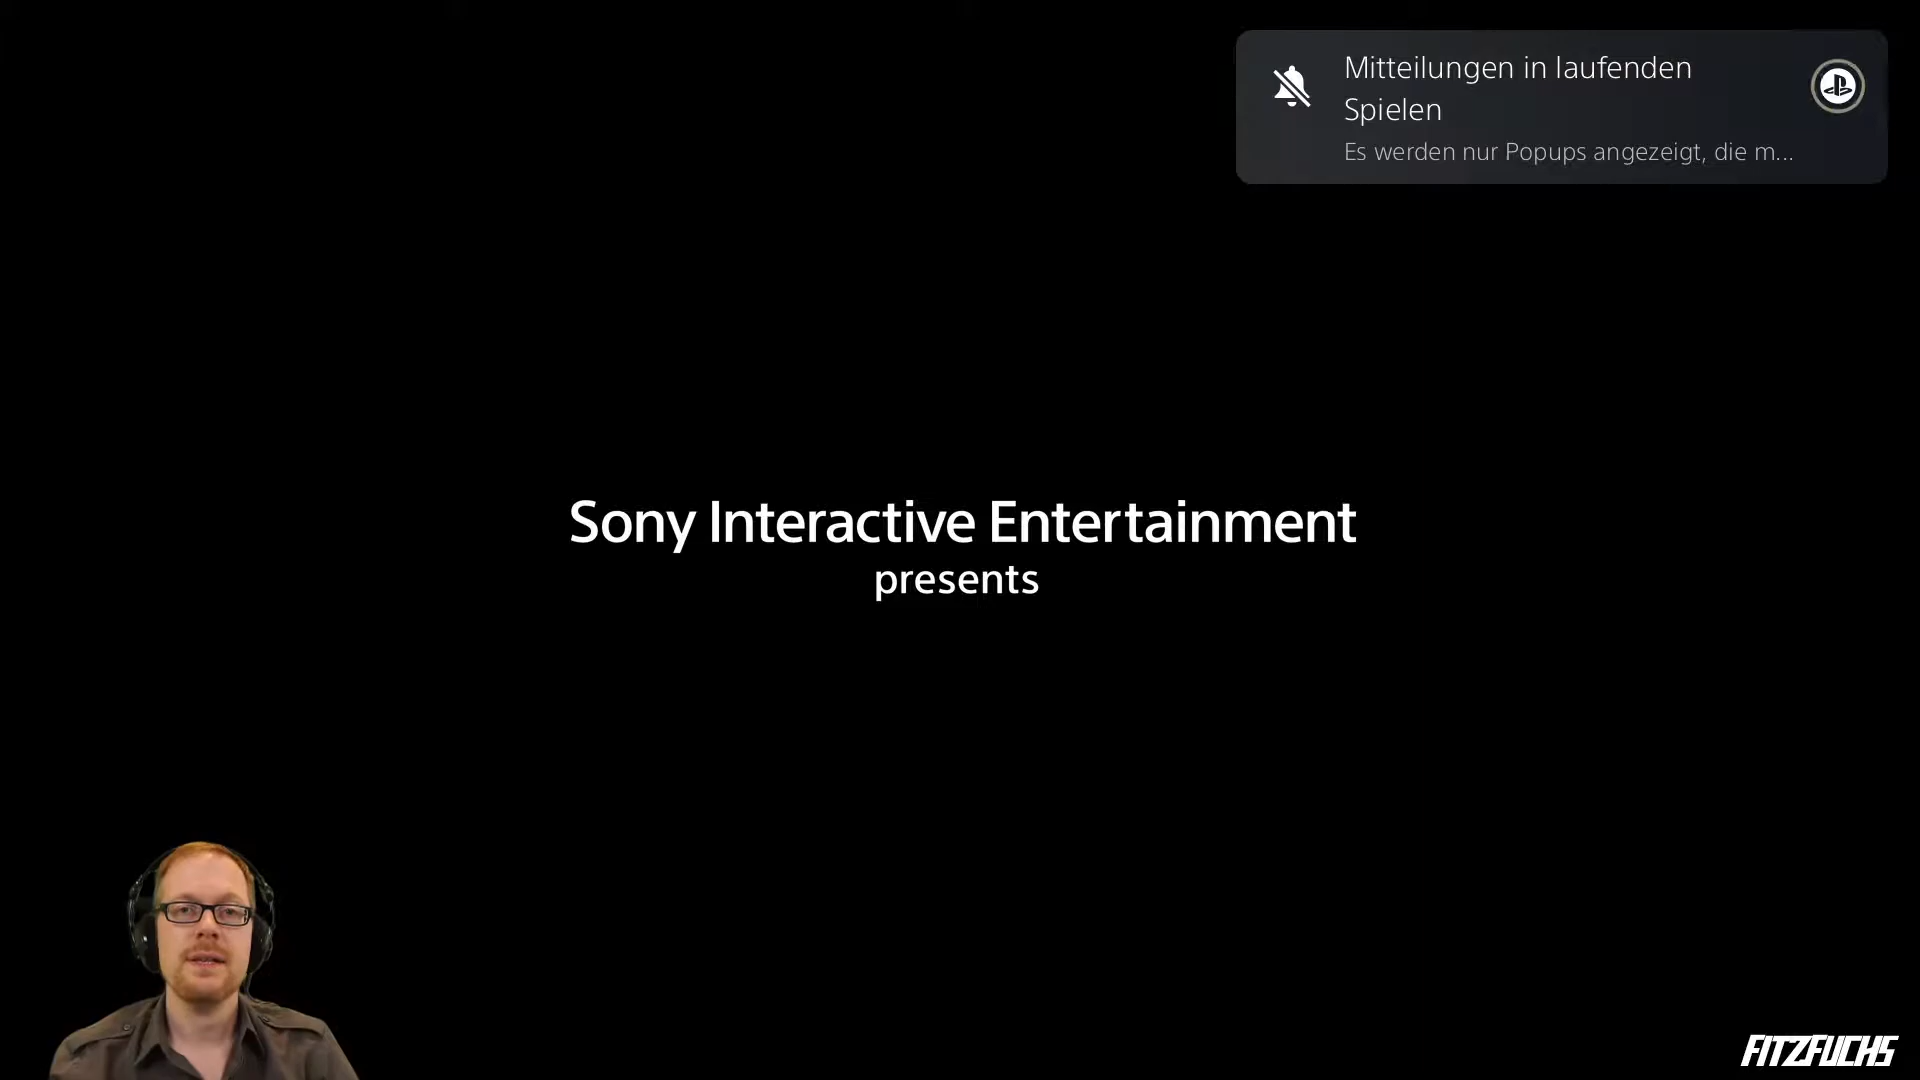 Mitteilungen in laufenden
Spielen
Es werden nur Popups angezeigt, die m...
Sony Interactive Entertainment
presents
FITZFUCHS